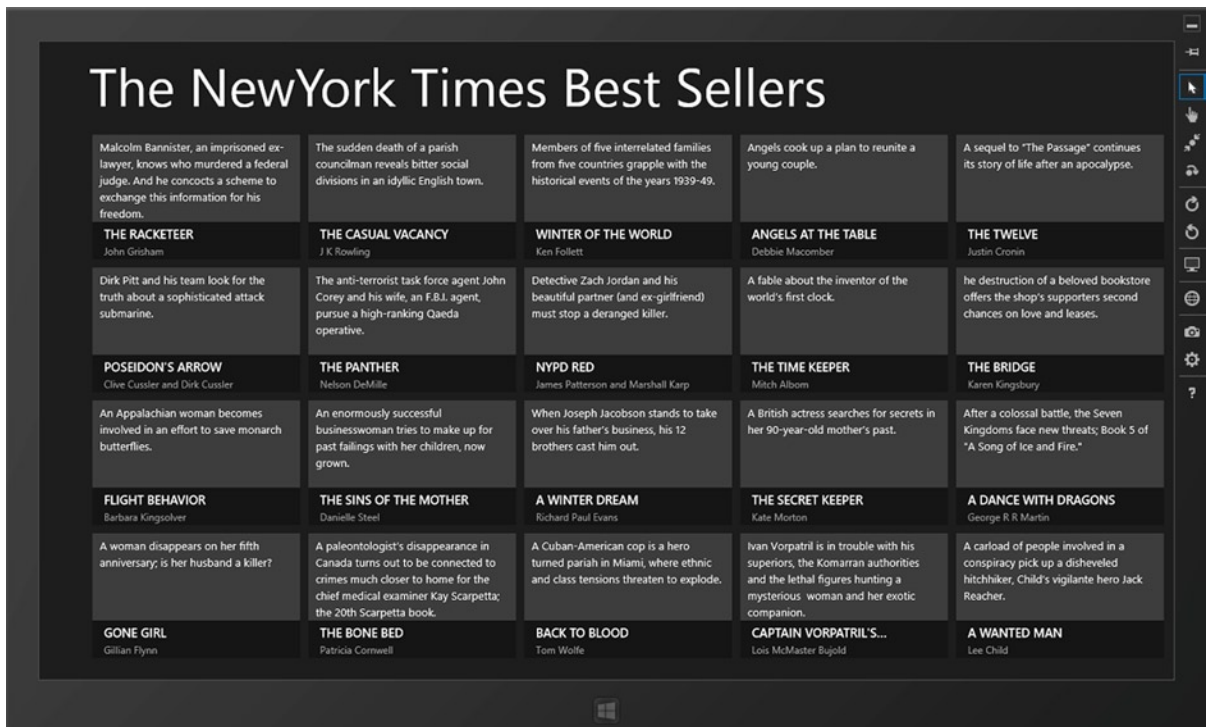 The NewYork Times Best Sellers
Malcolm Bannister, an imprisoned ex-
lawyer, knows who murdered a federal
judge. And he concocts a scheme to
exchange this information for his
freedom.
THE RACKETEER
John Grisham
The sudden death of a parish
councilman reveals bitter social
divisions in an idyllic English town.
THE CASUAL VACANCY
J K Rowling
Members of five interrelated families
from five countries grapple with the
historical events of the years 1939-49.
WINTER OF THE WORLD
Ken Follett
Angels cook up a plan to reunite a
young couple.
ANGELS AT THE TABLE
Debbie Macomber
A sequel to "The Passage" continues
its story of life after an apocalypse.
THE TWELVE
Justin Cronin
Dirk Pitt and his team look for the
truth about a sophisticated attack
submarine.
POSEIDON'S ARROW
Clive Cussler and Dirk Cussler
The anti-terrorist task force agent John
Corey and his wife, an F.B.I. agent,
pursue a high-ranking Qaeda
operative.
THE PANTHER
Nelson DeMille
Detective Zach Jordan and his
beautiful partner (and ex-girlfriend)
must stop a deranged killer.
NYPD RED
James Patterson and Marshall Karp
A fable about the inventor of the
world's first clock.
THE TIME KEEPER
Mitch Albom
he destruction of a beloved bookstore
offers the shop's supporters second
chances on love and leases.
THE BRIDGE
Karen Kingsbury
An Appalachian woman becomes
involved in an effort to save monarch
butterflies.
FLIGHT BEHAVIOR
Barbara Kingsolver
An enormously successful
businesswoman tries to make up for
past failings with her children, now
grown.
THE SINS OF THE MOTHER
Danielle Steel
When Joseph Jacobson stands to take
over his father's business, his 12
brothers cast him out.
A WINTER DREAM
Richard Paul Evans
A British actress searches for secrets in
her 90-year-old mother's past.
THE SECRET KEEPER
Kate Morton
After a colossal battle, the Seven
Kingdoms face new threats; Book 5 of
"A Song of Ice and Fire."
A DANCE WITH DRAGONS
George R R Martin
A woman disappears on her fifth
anniversary; is her husband a killer?
GONE GIRL
Gillian Flynn
A paleontologist's disappearance in
Canada turns out to be connected to
crimes much closer to home for the
chief medical examiner Kay Scarpetta;
the 20th Scarpetta book.
THE BONE BED
Patricia Cornwell
A Cuban-American cop is a hero
turned pariah in Miami, where ethnic
and class tensions threaten to explode.
BACK TO BLOOD
Tom Wolfe
Ivan Vorpatril is in trouble with his
superiors, the Komarran authorities
and the lethal figures hunting a
mysterious woman and her exotic
companion.
CAPTAIN VORPATRIL'S...
Lois McMaster Bujold
A carload of people involved in a
conspiracy pick up a disheveled
hitchhiker, Child's vigilante hero Jack
Reacher.
A WANTED MAN
Lee Child
?